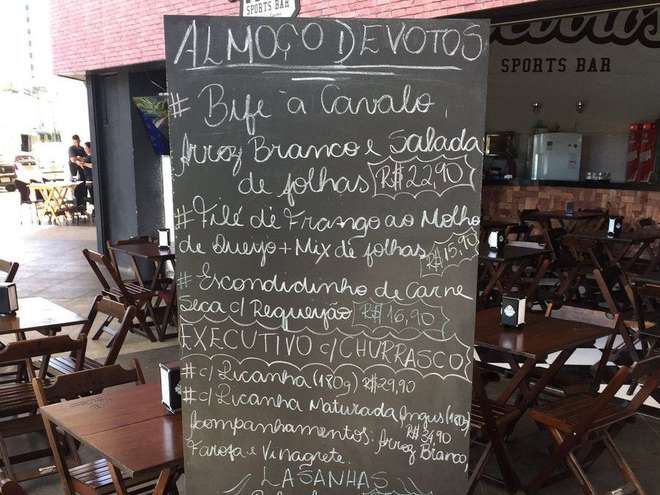 SPORTS BAR
SPORTS BAR
ALMOÇO DEVOTOS
# Bife à Cavalo,
Arroz Branco e Salada
de folhas R$ 22,90
# Filé de Frango ao Molho
de Queijo + Mix de folhas R$ 15,90
# Escondidinho de Carne
Seca c/ Requeijão R$ 16,90
EXECUTIVO c/ CHURRASCO
# c/ Picanha (180g) R$ 29,90
# c/ Picanha Maturada Angus (180g)
R$ 34,90
Acompanhamentos: Arroz Branco,
Farofa e Vinagrete.
LASANHAS